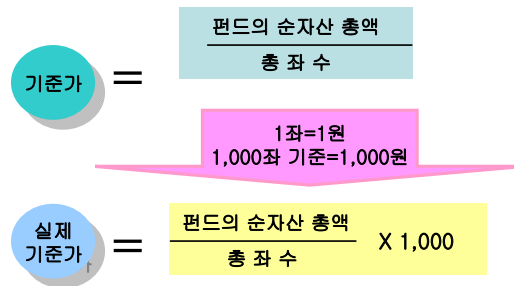 펀드의 순자산 총액
기준가 =
총 좌 수
1좌=1원
1,000좌 기준=1,000원
실제
기준가 =
펀드의 순자산 총액
총 좌 수
X 1,000